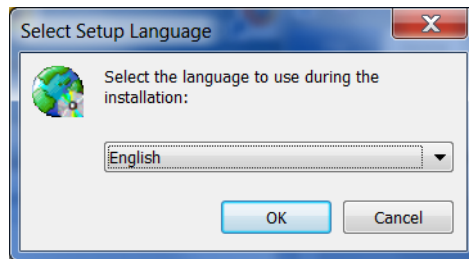 Select Setup Language
Select the language to use during the
installation:
English
OK
Cancel